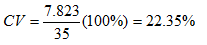 CV = 7.823/35 (100%) = 22.35%